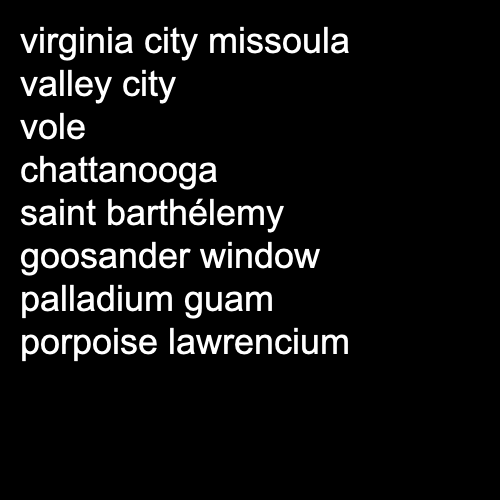 virginia city missoula
valley city
vole
chattanooga
saint barthélemy
goosander window
palladium guam
porpoise lawrencium